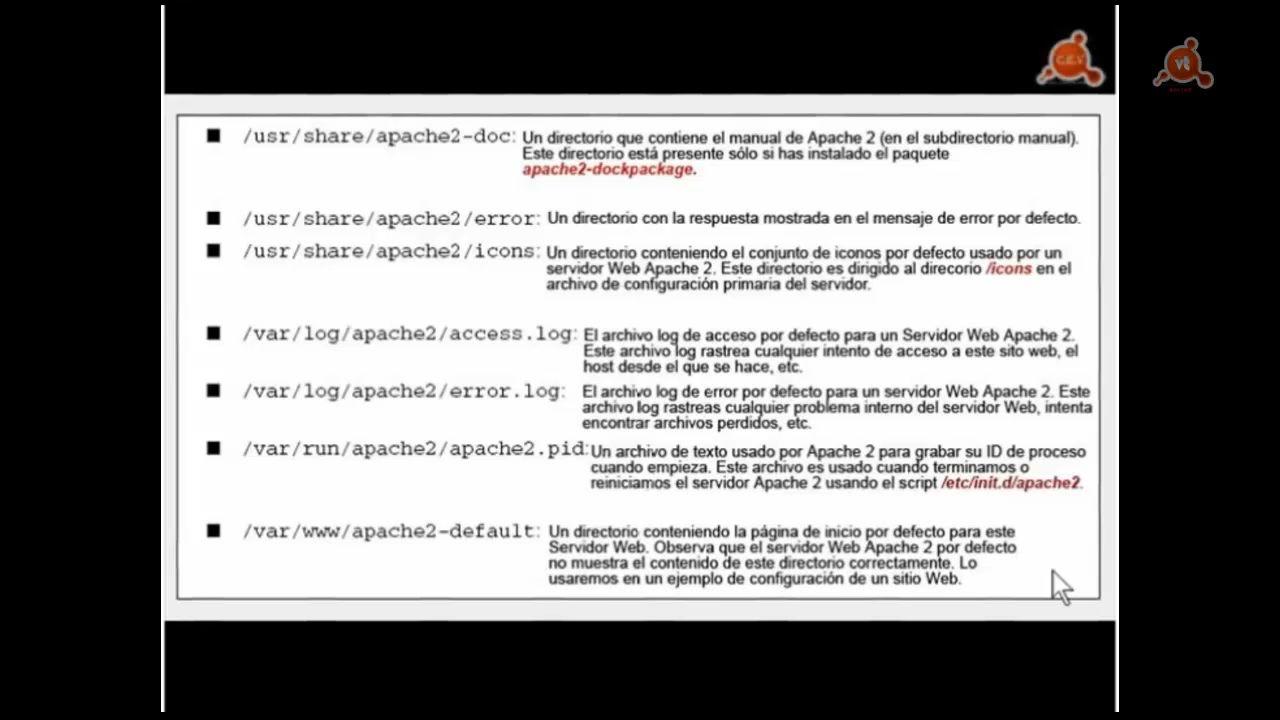 C.E.V
vt
/usr/share/apache2-doc: Un directorio que contiene el manual de Apache 2 (en el subdirectorio manual).
Este directorio está presente sólo si has instalado el paquete
apache2-dockpackage.
/usr/share/apache2/error: Un directorio con la respuesta mostrada en el mensaje de error por defecto.
/usr/share/apache2/icons: Un directorio conteniendo el conjunto de iconos por defecto usado por un
servidor Web Apache 2. Este directorio es dirigido al direcorio /icons en el
archivo de configuración primaria del servidor.
/var/log/apache2/access.log: El archivo log de acceso por defecto para un Servidor Web Apache 2.
Este archivo log rastrea cualquier intento de acceso a este sito web, el
host desde el que se hace, etc.
/var/log/apache2/error.log: El archivo log de error por defecto para un servidor Web Apache 2. Este
archivo log rastreas cualquier problema interno del servidor Web, intenta
encontrar archivos perdidos, etc.
/var/run/apache2/apache2.pid: Un archivo de texto usado por Apache 2 para grabar su ID de proceso
cuando empieza. Este archivo es usado cuando terminamos o
reiniciamos el servidor Apache 2 usando el script /etc/init.d/apache2.
/var/www/apache2-default: Un directorio conteniendo la página de inicio por defecto para este
Servidor Web. Observa que el servidor Web Apache 2 por defecto
no muestra el contenido de este directorio correctamente. Lo
usaremos en un ejemplo de configuración de un sitio Web.